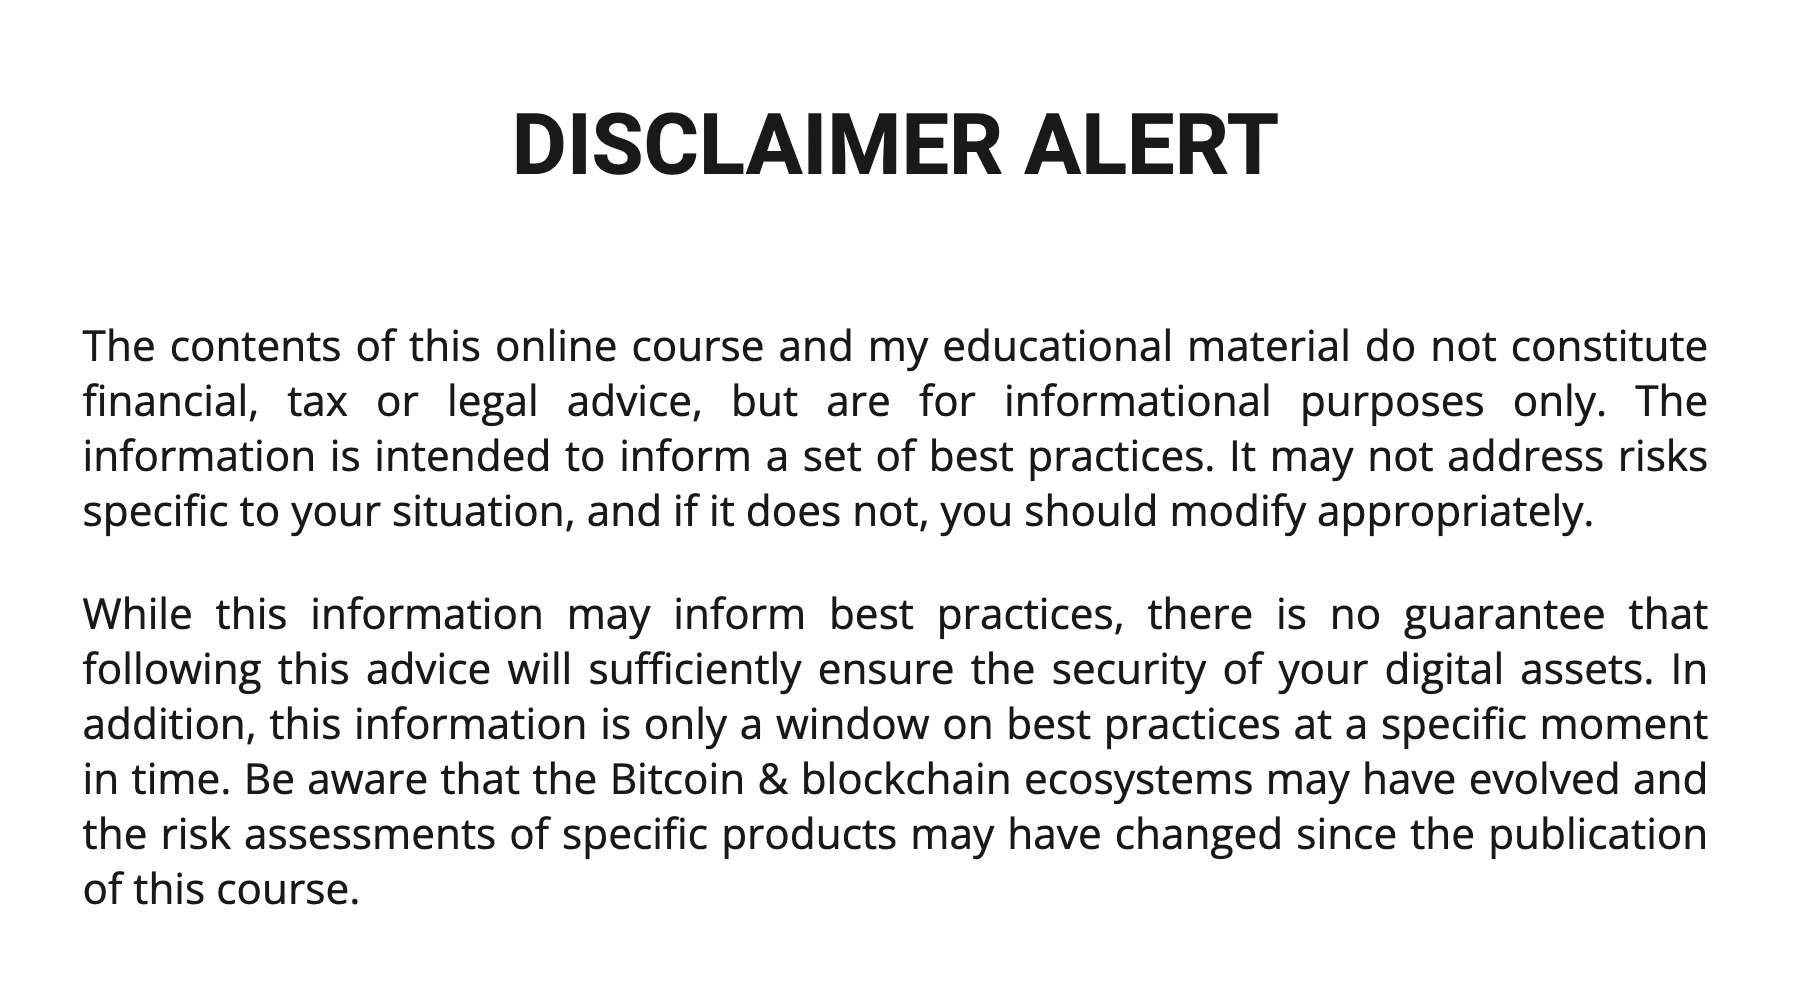 DISCLAIMER ALERT
The contents of this online course and my educational material do not constitute
financial, tax or legal advice, but are for informational purposes only. The
information is intended to inform a set of best practices. It may not address risks
specific to your situation, and if it does not, you should modify appropriately.
While this information may inform best practices, there is no guarantee that
following this advice will sufficiently ensure the security of your digital assets. In
addition, this information is only a window on best practices at a specific moment
in time. Be aware that the Bitcoin & blockchain ecosystems may have evolved and
the risk assessments of specific products may have changed since the publication
of this course.